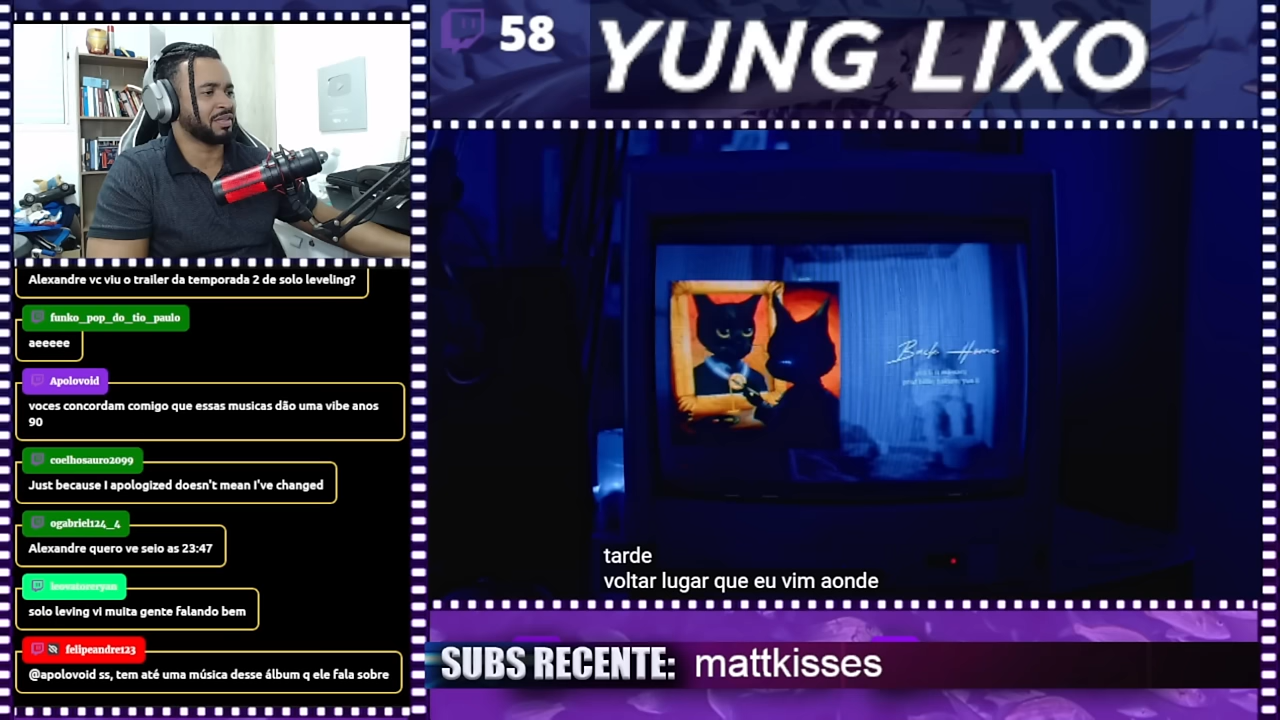 58
YUNG LIXO
Alexandre vc viu o trailer da temporada 2 de solo leveling?
funko_pop_do_tio_paulo
aeeeee
Apolovoid
voces concordam comigo que essas musicas dão uma vibe anos
90
coelhosauro2099
Just because I apologized doesn't mean I've changed
ogabriel124_4
Alexandre quero ve seio as 23:47
solo leving vi muita gente falando bem
felipeandre123
@apolovoid ss, tem até uma música desse álbum q ele fala sobre
Back Home
tarde
voltar lugar que eu vim aonde
SUBS RECENTE: mattkisses